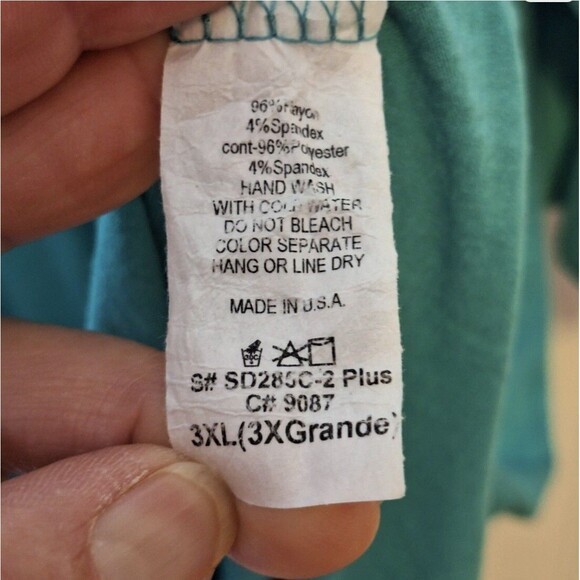 96%Rayon
4%Spandex
cont-96%Polyester
4%Spandex
HAND WASH
WITH COLD WATER
DO NOT BLEACH
COLOR SEPARATE
HANG OR LINE DRY
MADE IN U.S.A.
S# SD285C-2 Plus
C# 9087
3XL(3XGrande)